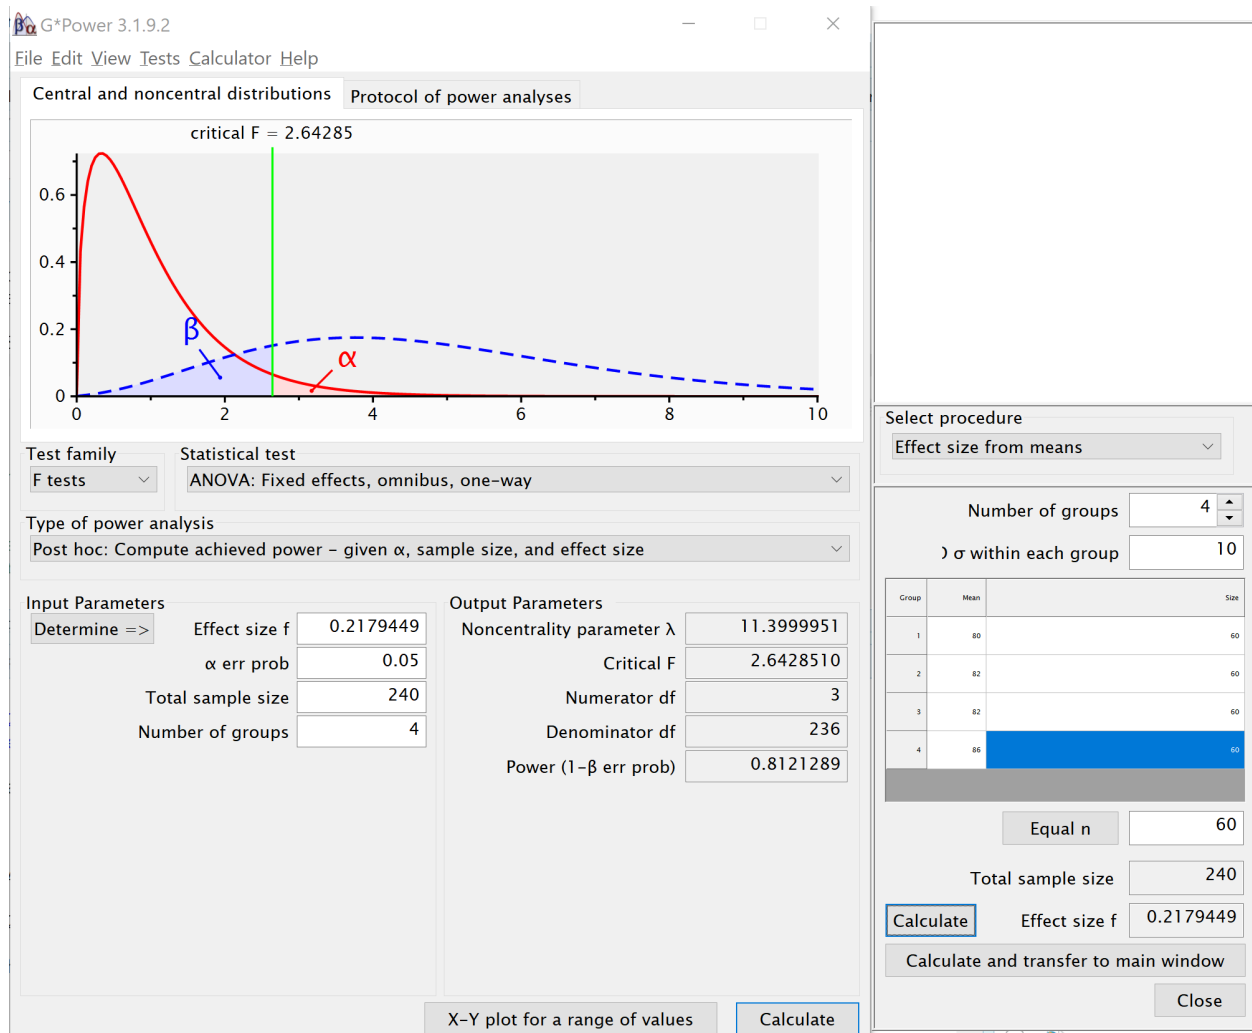 G*Power 3.1.9.2
File Edit View Tests Calculator Help
Central and noncentral distributions
Protocol of power analyses
critical F = 2.64285
0.6
0.4
0.2
0
β
α
0 2 4 6 8 10
Test family
F tests
Statistical test
ANOVA: Fixed effects, omnibus, one-way
Type of power analysis
Post hoc: Compute achieved power – given α, sample size, and effect size
Input Parameters
Determine =>
Effect size f 0.2179449
α err prob 0.05
Total sample size 240
Number of groups 4
Output Parameters
Noncentrality parameter λ 11.3999951
Critical F 2.6428510
Numerator df 3
Denominator df 236
Power (1-β err prob) 0.8121289
X-Y plot for a range of values
Calculate
Select procedure
Effect size from means
Number of groups 4
σ within each group 10
Group Mean Size
1 80 60
2 82 60
3 82 60
4 86 60
Equal n 60
Total sample size 240
Calculate Effect size f 0.2179449
Calculate and transfer to main window
Close